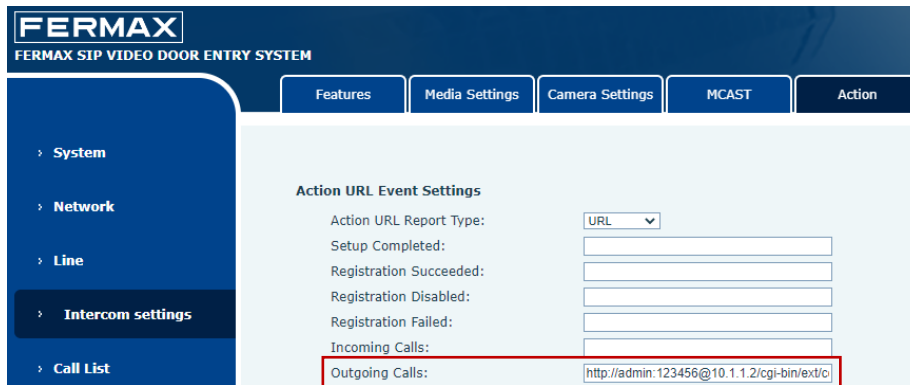 FERMAX
FERMAX SIP VIDEO DOOR ENTRY SYSTEM
Features Media Settings Camera Settings MCAST Action
› System
› Network
› Line
› Intercom settings
› Call List
Action URL Event Settings
Action URL Report Type: URL
Setup Completed:
Registration Succeeded:
Registration Disabled:
Registration Failed:
Incoming Calls:
Outgoing Calls: http://admin:123456@10.1.1.2/cgi-bin/ext/c